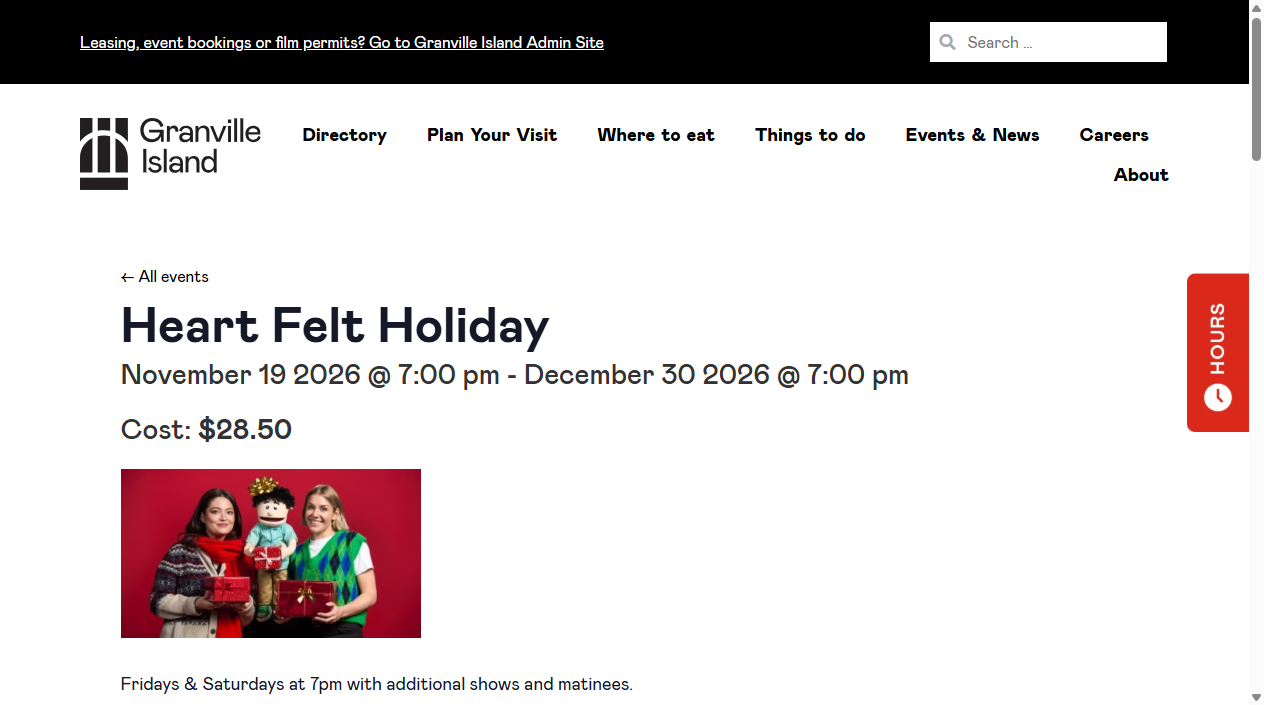 Leasing, event bookings or film permits? Go to Granville Island Admin Site
Search ...
Granville
Island
Directory
Plan Your Visit
Where to eat
Things to do
Events & News
Careers
About
← All events
Heart Felt Holiday
November 19 2026 @ 7:00 pm - December 30 2026 @ 7:00 pm
Cost: $28.50
HOURS
Fridays & Saturdays at 7pm with additional shows and matinees.